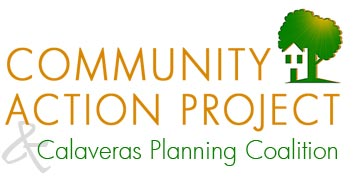 COMMUNITY
ACTION PROJECT
& Calaveras Planning Coalition